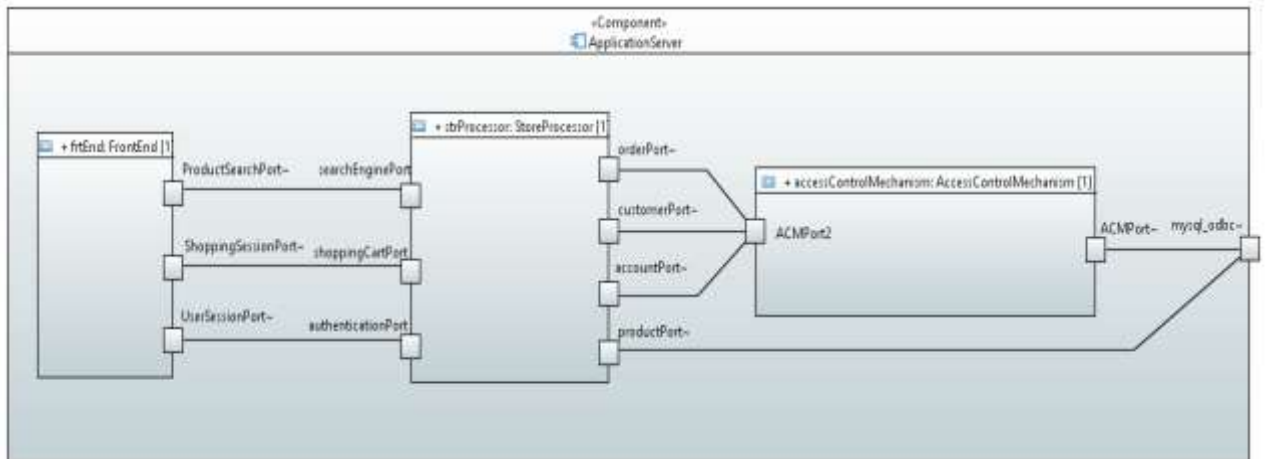 «Component»
ApplicationServer
+ frtEnd: FrontEnd [1]
ProductSearchPort~
ShoppingSessionPort~
UserSessionPort~
+ strProcessor: StoreProcessor [1]
searchEnginePort
shoppingCartPort
authenticationPort
orderPort~
customerPort~
accountPort~
productPort~
+ accessControlMechanism: AccessControlMechanism [1]
ACMPort2
ACMPort~
mysql_odbc~